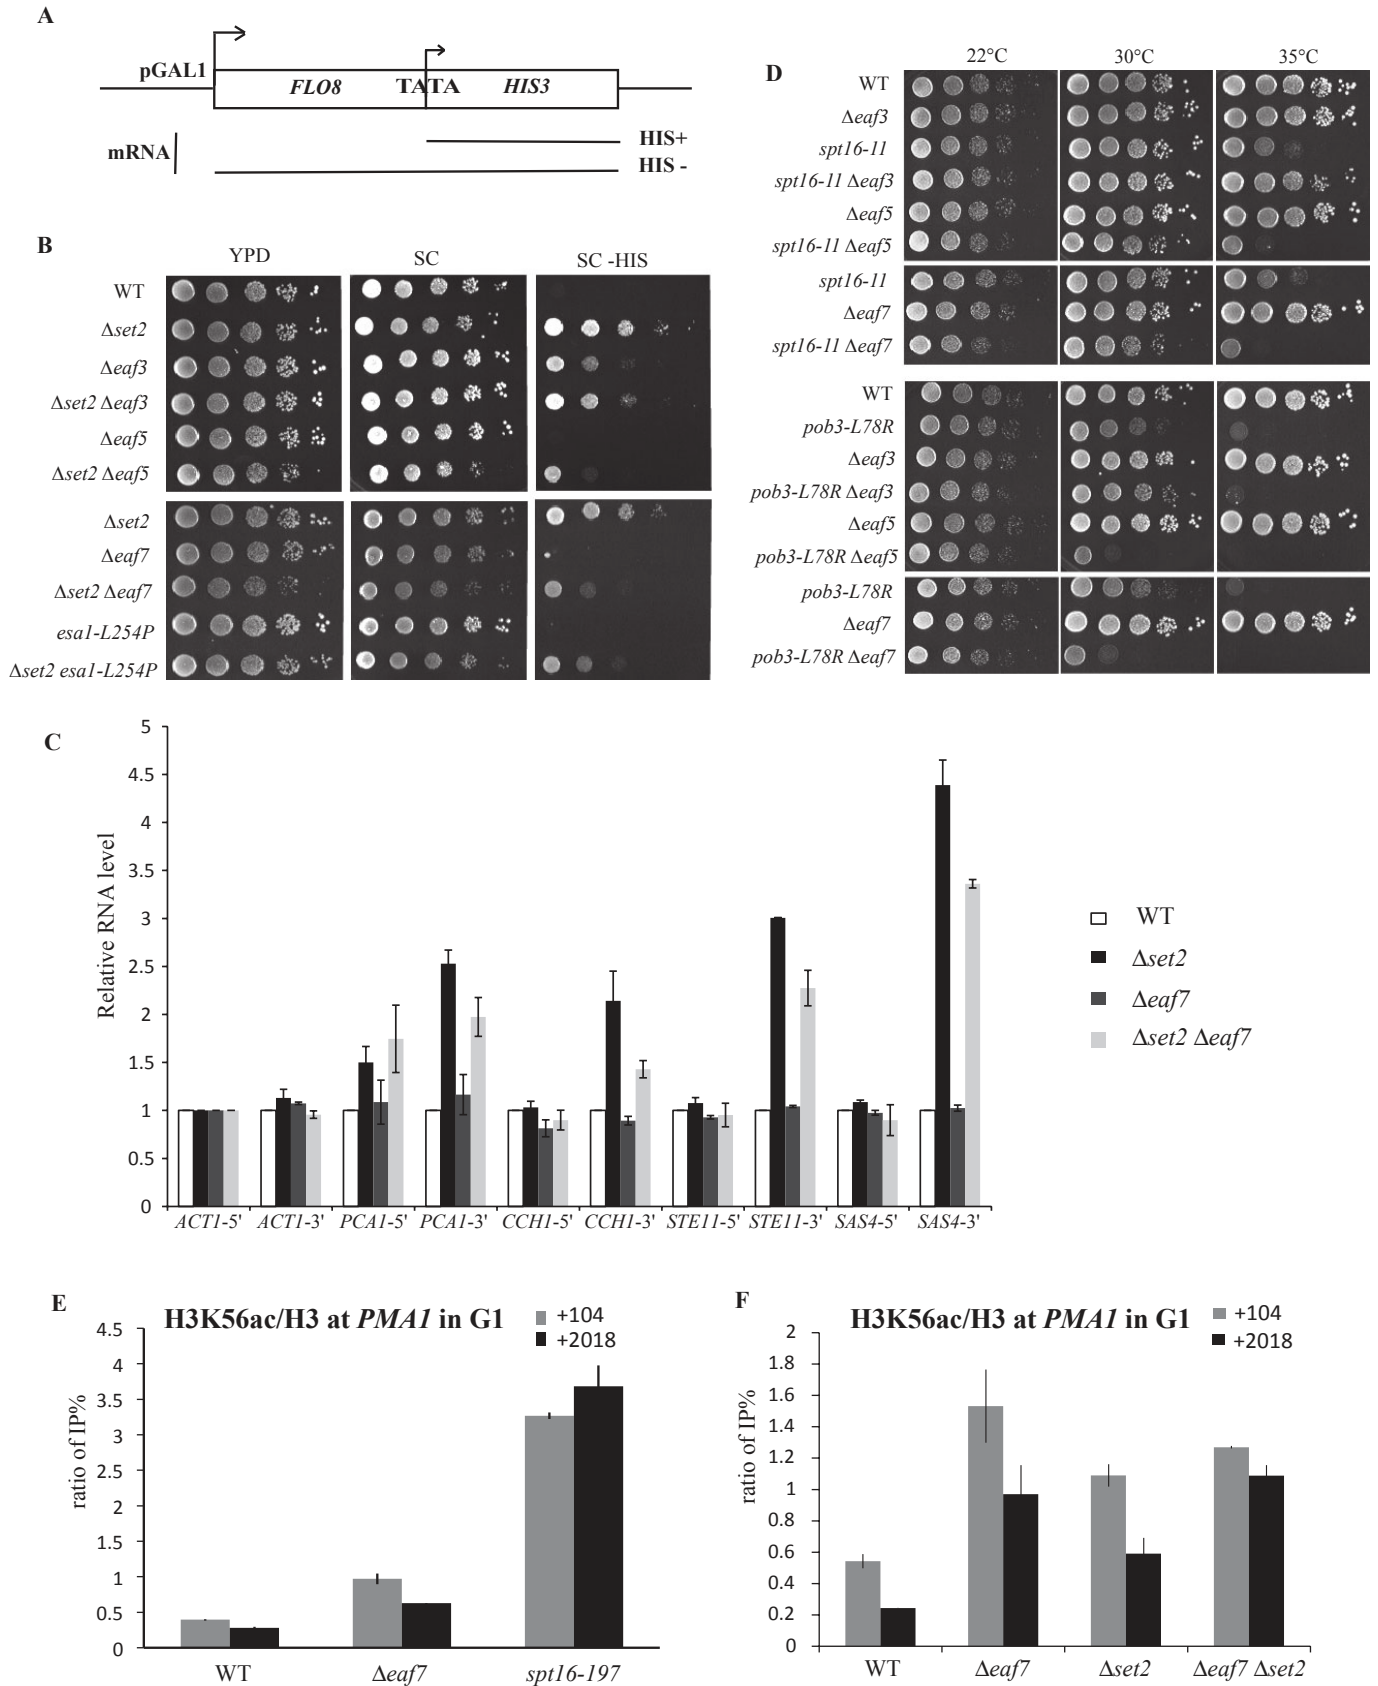 A
pGAL1
FLO8
TATA
HIS3
mRNA
HIS+
HIS -
B
YPD
SC
SC -HIS
WT
Δset2
Δeaf3
Δset2 Δeaf3
Δeaf5
Δset2 Δeaf5
Δset2
Δeaf7
Δset2 Δeaf7
esa1-L254P
Δset2 esa1-L254P
D
22°C
30°C
35°C
WT
Δeaf3
spt16-11
spt16-11 Δeaf3
Δeaf5
spt16-11 Δeaf5
spt16-11
Δeaf7
spt16-11 Δeaf7
WT
pob3-L78R
Δeaf3
pob3-L78R Δeaf3
Δeaf5
pob3-L78R Δeaf5
pob3-L78R
Δeaf7
pob3-L78R Δeaf7
C
Relative RNA level
5
4.5
4
3.5
3
2.5
2
1.5
1
0.5
0
ACT1-5' ACT1-3' PCA1-5' PCA1-3' CCH1-5' CCH1-3' STE11-5' STE11-3' SAS4-5' SAS4-3'
WT
Δset2
Δeaf7
Δset2 Δeaf7
E
H3K56ac/H3 at PMA1 in G1
+104
+2018
ratio of IP%
4.5
4
3.5
3
2.5
2
1.5
1
0.5
0
WT Δeaf7 spt16-197
F
H3K56ac/H3 at PMA1 in G1
+104
+2018
ratio of IP%
2
1.8
1.6
1.4
1.2
1
0.8
0.6
0.4
0.2
0
WT Δeaf7 Δset2 Δeaf7 Δset2